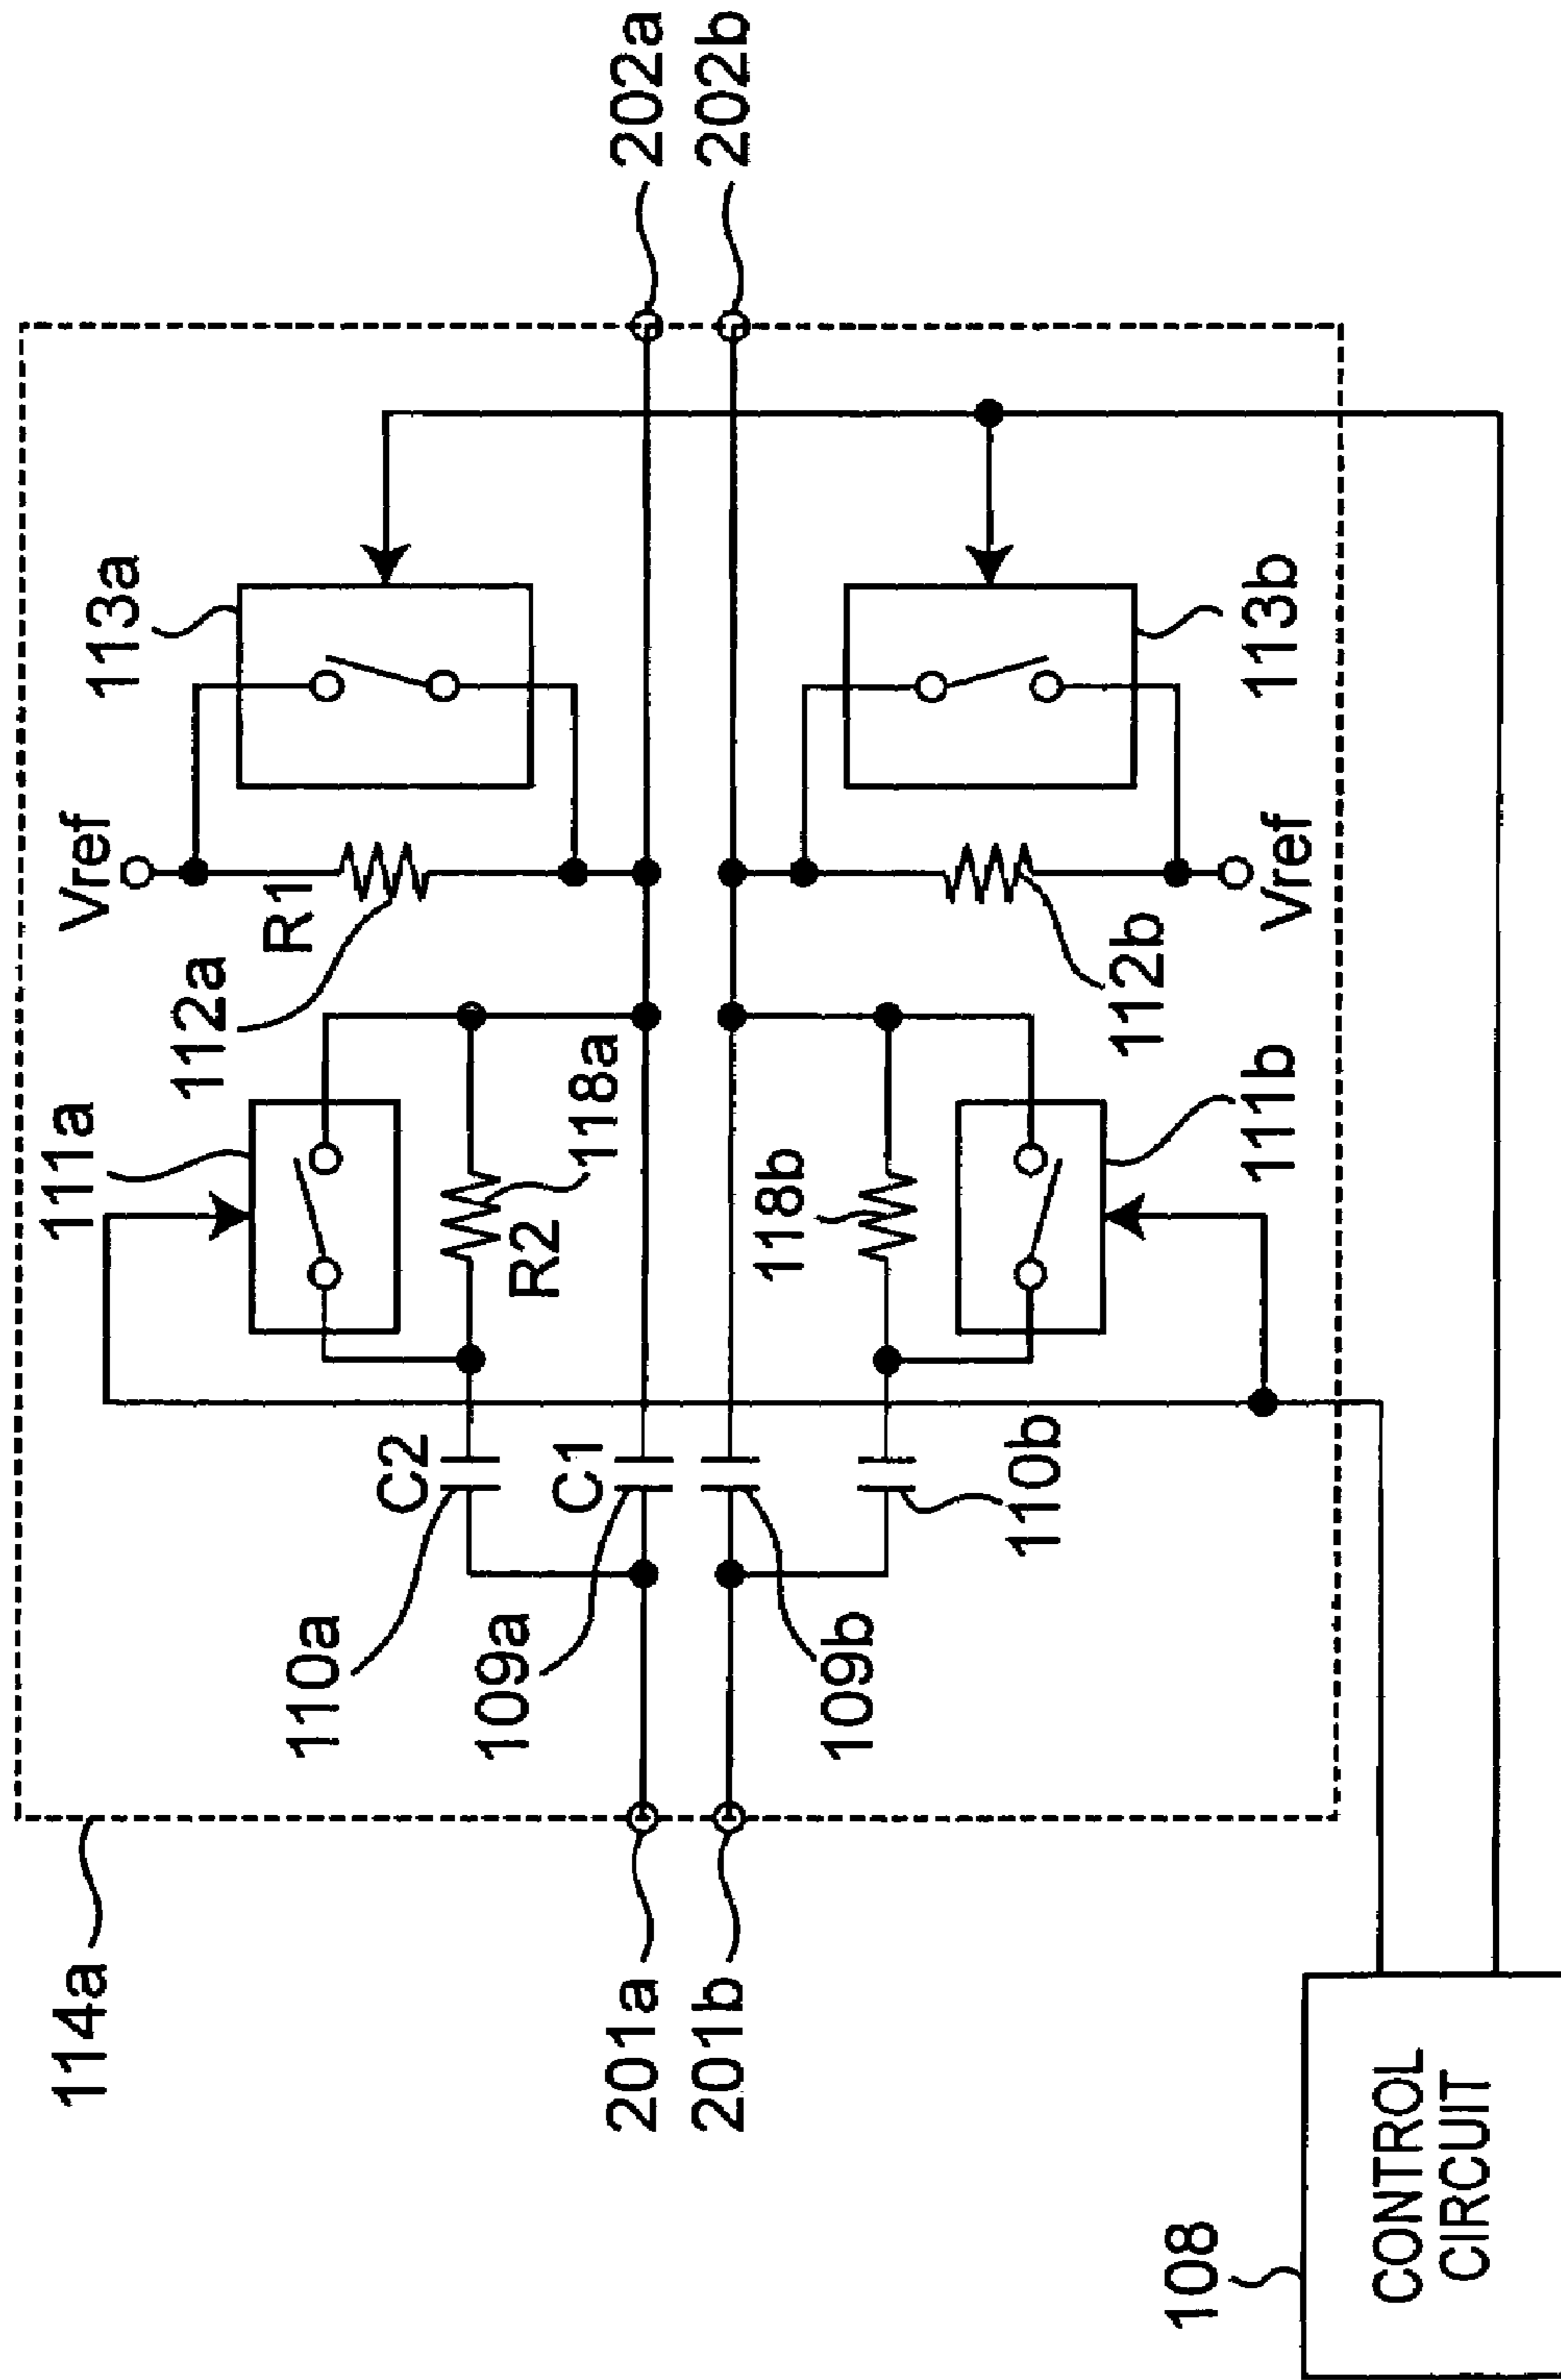 114a
111a
Vref
113a
110a
C2
R2
118a
112a
R1
109a
C1
201a
202a
201b
202b
109b
118b
110b
111b
112b
Vref
113b
108
CONTROL
CIRCUIT